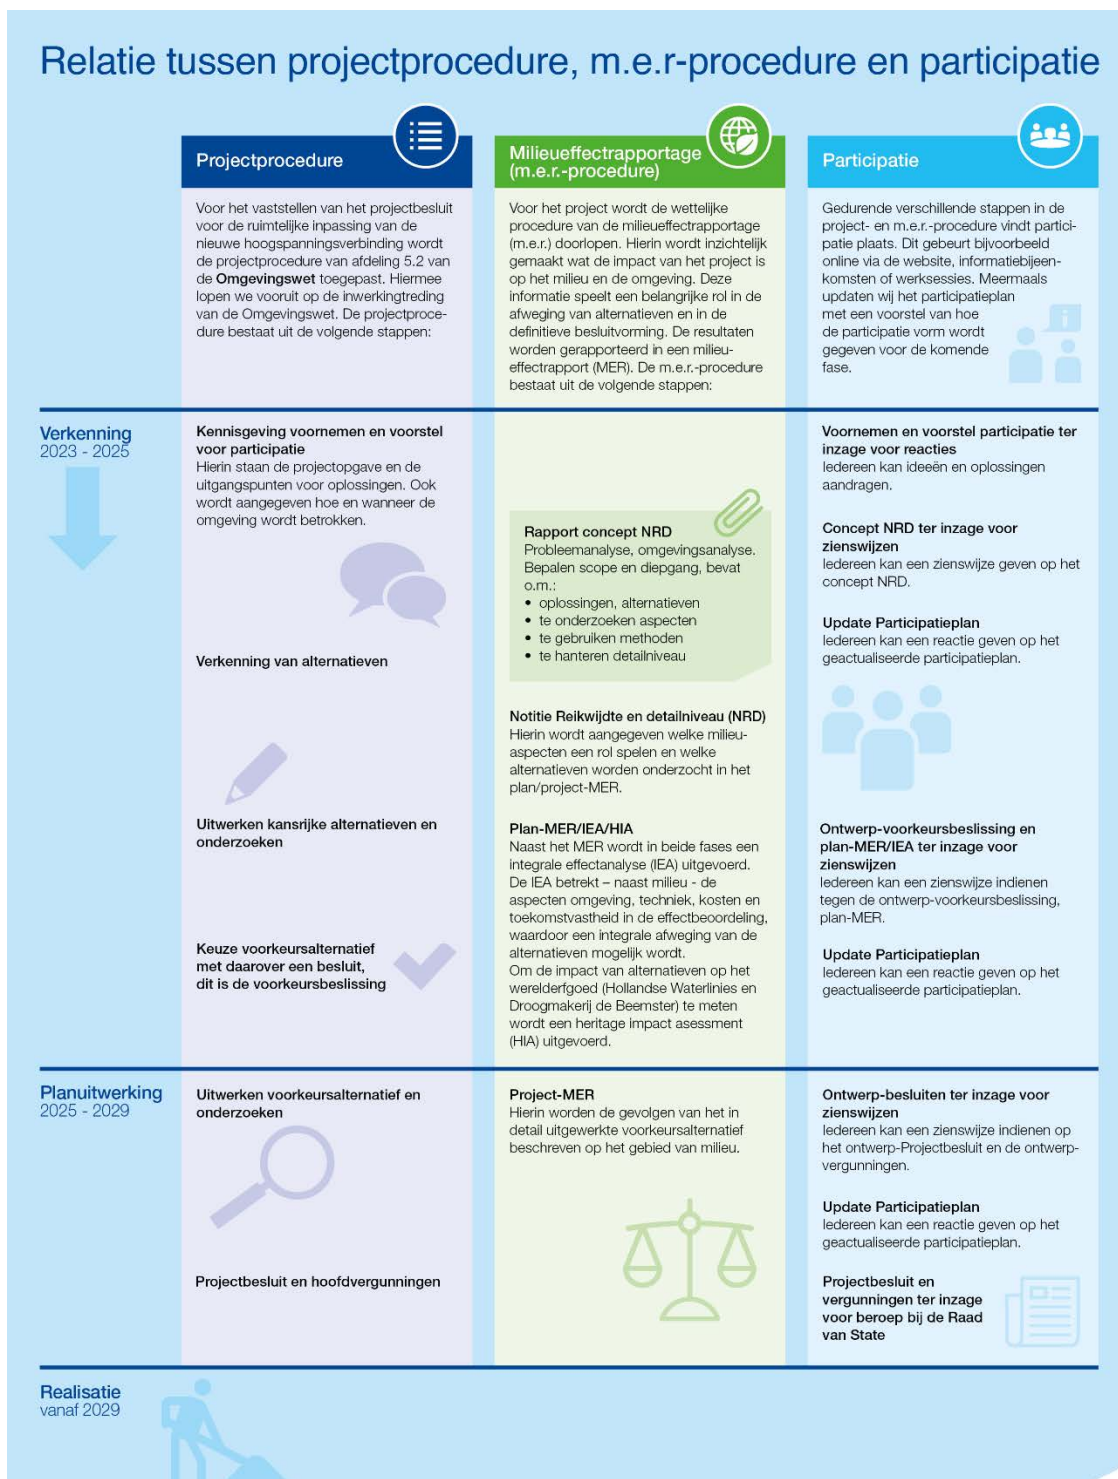 Relatie tussen projectprocedure, m.e.r-procedure en participatie
Projectprocedure
Voor het vaststellen van het projectbesluit
voor de ruimtelijke inpassing van de
nieuwe hoogspanningsverbinding wordt
de projectprocedure van afdeling 5.2 van
de Omgevingswet toegepast. Hiermee
lopen we vooruit op de inwerkingtreding
van de Omgevingswet. De projectproce-
dure bestaat uit de volgende stappen:
Milieueffectrapportage
(m.e.r.-procedure)
Voor het project wordt de wettelijke
procedure van de milieueffectrapportage
(m.e.r.) doorlopen. Hierin wordt inzichtelijk
gemaakt wat de impact van het project is
op het milieu en de omgeving. Deze
informatie speelt een belangrijke rol in de
afweging van alternatieven en in de
definitieve besluitvorming. De resultaten
worden gerapporteerd in een milieu-
effectrapport (MER). De m.e.r.-procedure
bestaat uit de volgende stappen:
Participatie
Gedurende verschillende stappen in de
project- en m.e.r.-procedure vindt partici-
patie plaats. Dit gebeurt bijvoorbeeld
online via de website, informatiebijeen-
komsten of werksessies. Meermaals
updaten wij het participatieplan
met een voorstel van hoe
de participatie vorm wordt
gegeven voor de komende
fase.
i
Verkenning
2023 - 2025
Kennisgeving voornemen en voorstel
voor participatie
Hierin staan de projectopgave en de
uitgangspunten voor oplossingen. Ook
wordt aangegeven hoe en wanneer de
omgeving wordt betrokken.
Verkenning van alternatieven
Uitwerken kansrijke alternatieven en
onderzoeken
Keuze voorkeursalternatief
met daarover een besluit,
dit is de voorkeursbeslissing
Rapport concept NRD
Probleemanalyse, omgevingsanalyse.
Bepalen scope en diepgang, bevat
o.m.:
• oplossingen, alternatieven
• te onderzoeken aspecten
• te gebruiken methoden
• te hanteren detailniveau
Notitie Reikwijdte en detailniveau (NRD)
Hierin wordt aangegeven welke milieu-
aspecten een rol spelen en welke
alternatieven worden onderzocht in het
plan/project-MER.
Plan-MER/IEA/HIA
Naast het MER wordt in beide fases een
integrale effectanalyse (IEA) uitgevoerd.
De IEA betrekt – naast milieu - de
aspecten omgeving, techniek, kosten en
toekomstvastheid in de effectbeoordeling,
waardoor een integrale afweging van de
alternatieven mogelijk wordt.
Om de impact van alternatieven op het
werelderfgoed (Hollandse Waterlinies en
Droogmakerij de Beemster) te meten
wordt een heritage impact asessment
(HIA) uitgevoerd.
Voornemen en voorstel participatie ter
inzage voor reacties
Iedereen kan ideeën en oplossingen
aandragen.
Concept NRD ter inzage voor
zienswijzen
Iedereen kan een zienswijze geven op het
concept NRD.
Update Participatieplan
Iedereen kan een reactie geven op het
geactualiseerde participatieplan.
Ontwerp-voorkeursbeslissing en
plan-MER/IEA ter inzage voor
zienswijzen
Iedereen kan een zienswijze indienen
tegen de ontwerp-voorkeursbeslissing,
plan-MER.
Update Participatieplan
Iedereen kan een reactie geven op het
geactualiseerde participatieplan.
Planuitwerking
2025 - 2029
Uitwerken voorkeursalternatief en
onderzoeken
Projectbesluit en hoofdvergunningen
Project-MER
Hierin worden de gevolgen van het in
detail uitgewerkte voorkeursalternatief
beschreven op het gebied van milieu.
Ontwerp-besluiten ter inzage voor
zienswijzen
Iedereen kan een zienswijze indienen op
het ontwerp-Projectbesluit en de ontwerp-
vergunningen.
Update Participatieplan
Iedereen kan een reactie geven op het
geactualiseerde participatieplan.
Projectbesluit en
vergunningen ter inzage
voor beroep bij de Raad
van State
Realisatie
vanaf 2029